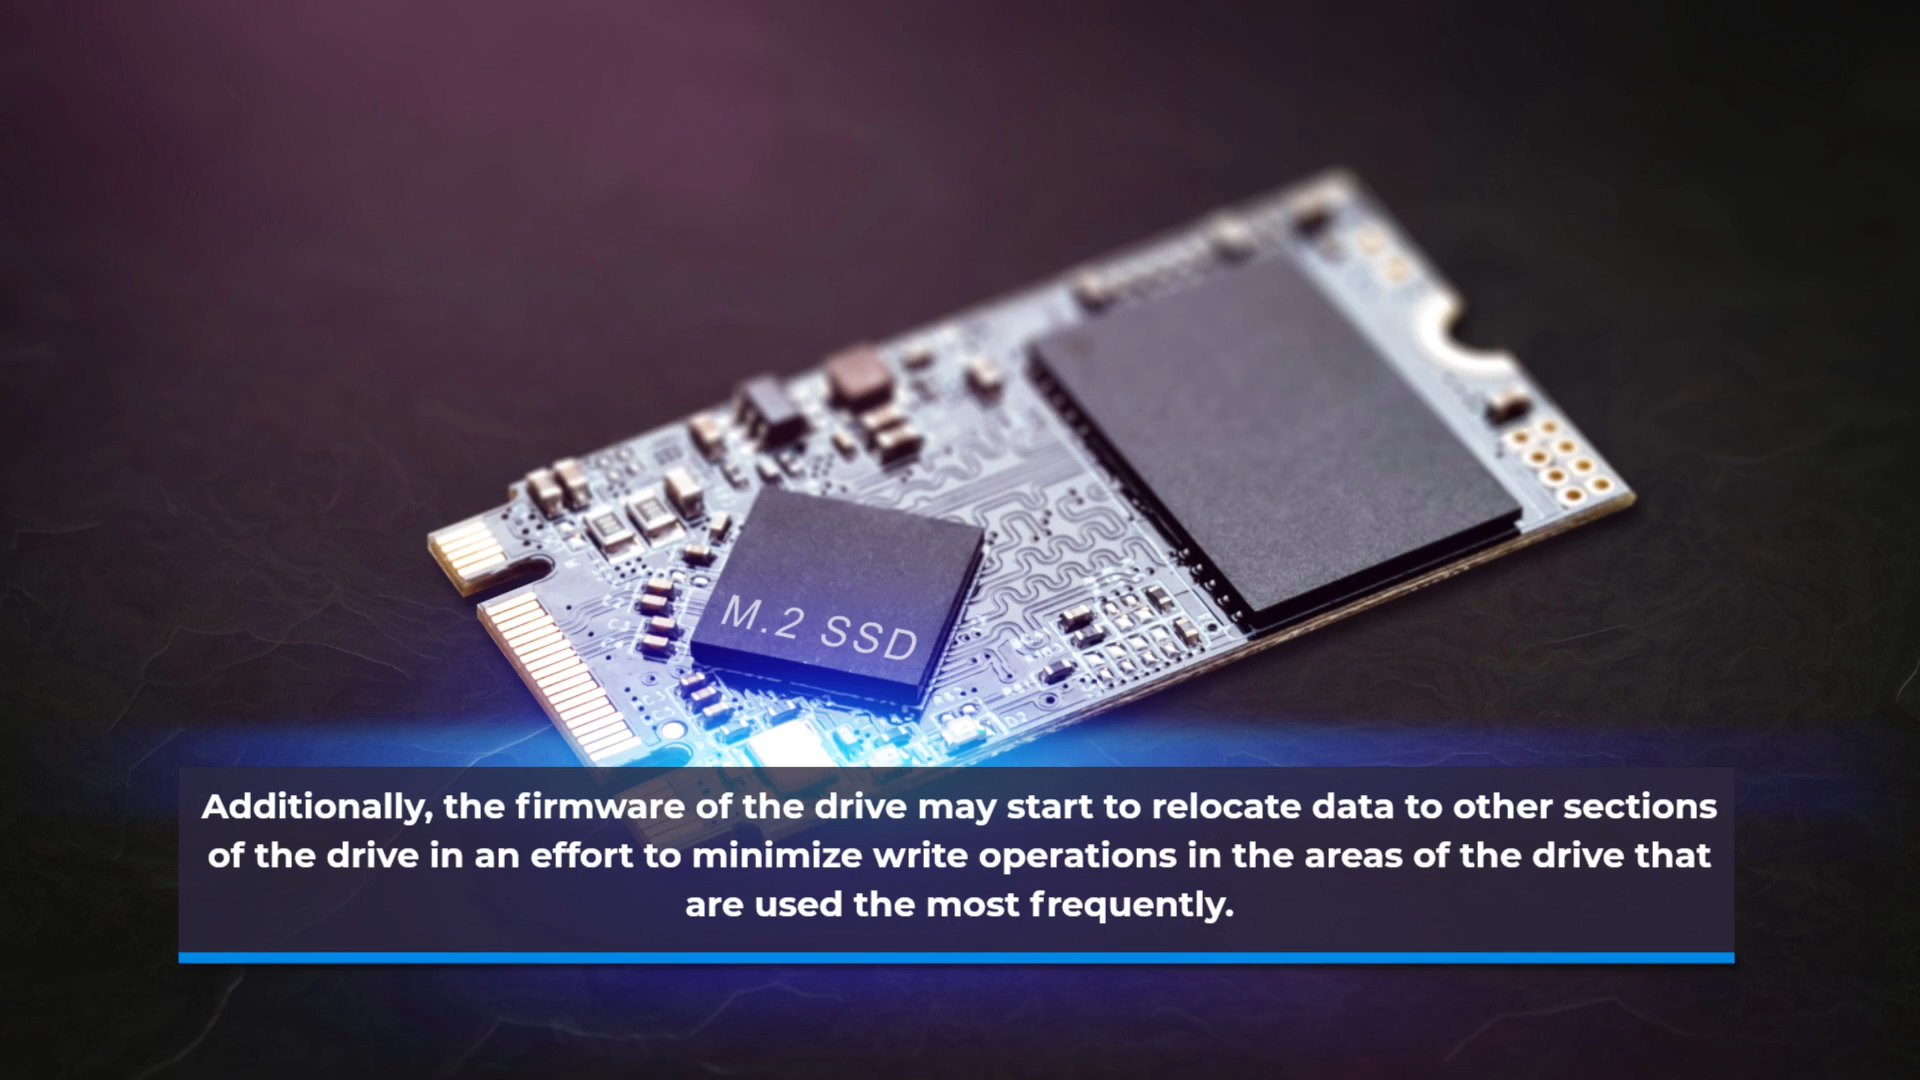 M.2 SSD
Additionally, the firmware of the drive may start to relocate data to other sections
of the drive in an effort to minimize write operations in the areas of the drive that
are used the most frequently.